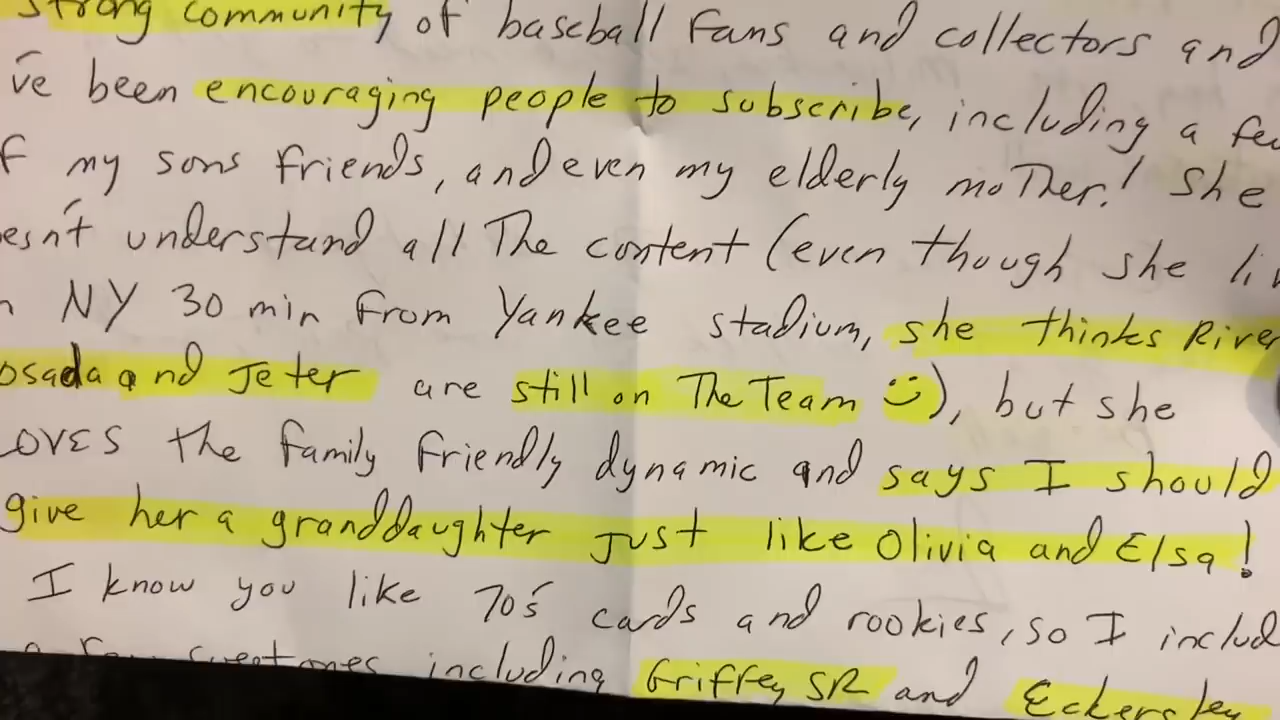 strong community of baseball fans and collectors and
've been encouraging people to subscribe, including a few
f my sons friends, and even my elderly moTher! She
esn't understand all The content (even though she liv
n NY 30 min from Yankee stadium, she thinks River
osada and Jeter are still on The Team :)), but she
LOVES the family friendly dynamic and says I should
give her a granddaughter just like Olivia and Elsa!
I know you like 70's cards and rookies, so I includ
a few including Griffey SR and Eckersley